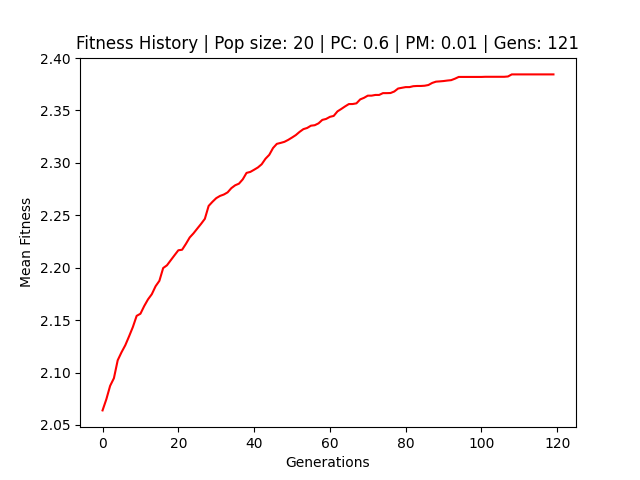 Fitness History | Pop size: 20 | PC: 0.6 | PM: 0.01 | Gens: 121
2.40
2.35
2.30
2.25
2.20
2.15
2.10
2.05
Mean Fitness
0 20 40 60 80 100 120
Generations